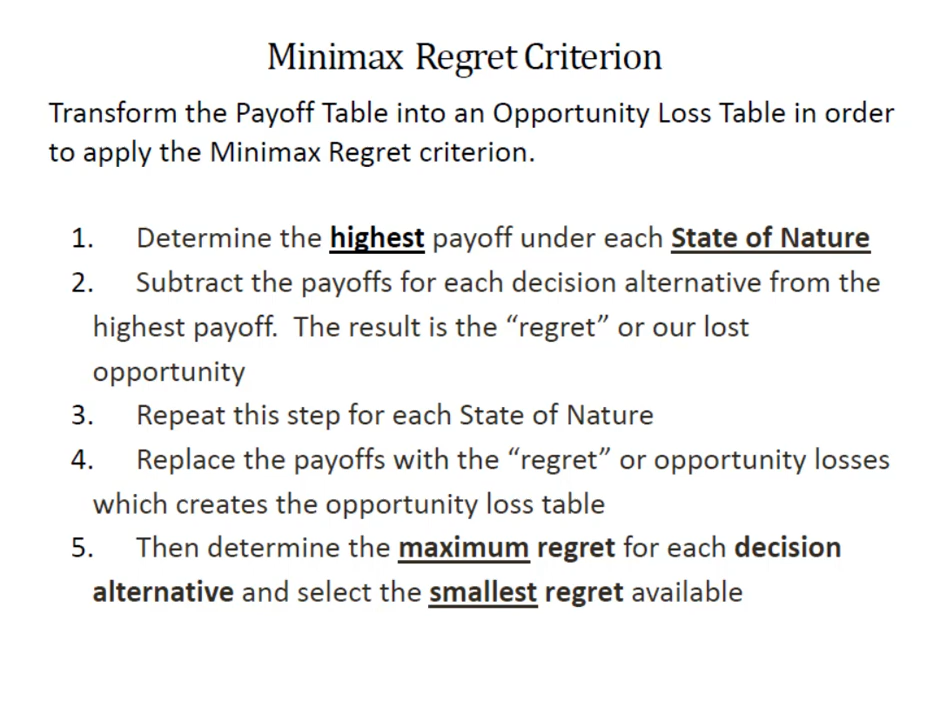 Minimax Regret Criterion
Transform the Payoff Table into an Opportunity Loss Table in order
to apply the Minimax Regret criterion.
1. Determine the highest payoff under each State of Nature
2. Subtract the payoffs for each decision alternative from the
highest payoff. The result is the “regret” or our lost
opportunity
3. Repeat this step for each State of Nature
4. Replace the payoffs with the “regret” or opportunity losses
which creates the opportunity loss table
5. Then determine the maximum regret for each decision
alternative and select the smallest regret available